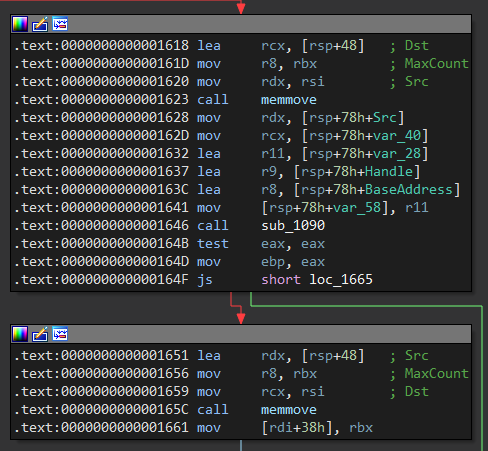 .text:0000000000001618 lea rcx, [rsp+48] ; Dst
.text:000000000000161D mov r8, rbx ; MaxCount
.text:0000000000001620 mov rdx, rsi ; Src
.text:0000000000001623 call memmove
.text:0000000000001628 mov rdx, [rsp+78h+Src]
.text:000000000000162D mov rcx, [rsp+78h+var_40]
.text:0000000000001632 lea r11, [rsp+78h+var_28]
.text:0000000000001637 lea r9, [rsp+78h+Handle]
.text:000000000000163C lea r8, [rsp+78h+BaseAddress]
.text:0000000000001641 mov [rsp+78h+var_58], r11
.text:0000000000001646 call sub_1090
.text:000000000000164B test eax, eax
.text:000000000000164D mov ebp, eax
.text:000000000000164F js short loc_1665
.text:0000000000001651 lea rdx, [rsp+48] ; Src
.text:0000000000001656 mov r8, rbx ; MaxCount
.text:0000000000001659 mov rcx, rsi ; Dst
.text:000000000000165C call memmove
.text:0000000000001661 mov [rdi+38h], rbx